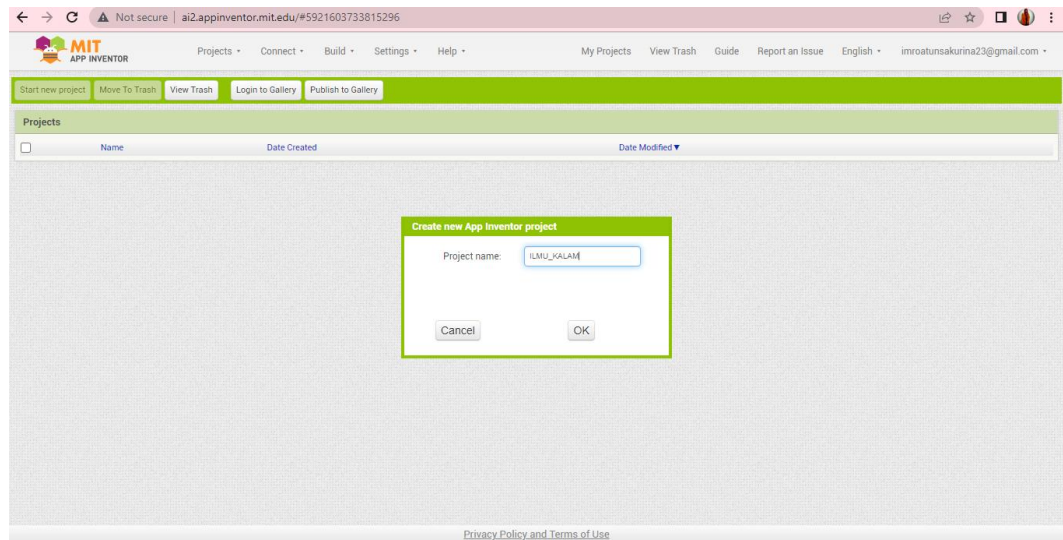 Not secure | ai2.appinventor.mit.edu/#5921603733815296
MIT APP INVENTOR Projects Connect Build Settings Help My Projects View Trash Guide Report an Issue English imroatunsakurina23@gmail.com
Start new project Move To Trash View Trash Login to Gallery Publish to Gallery
Projects
Name Date Created Date Modified
Create new App Inventor project
Project name: ILMU_KALAM
Cancel OK
Privacy Policy and Terms of Use